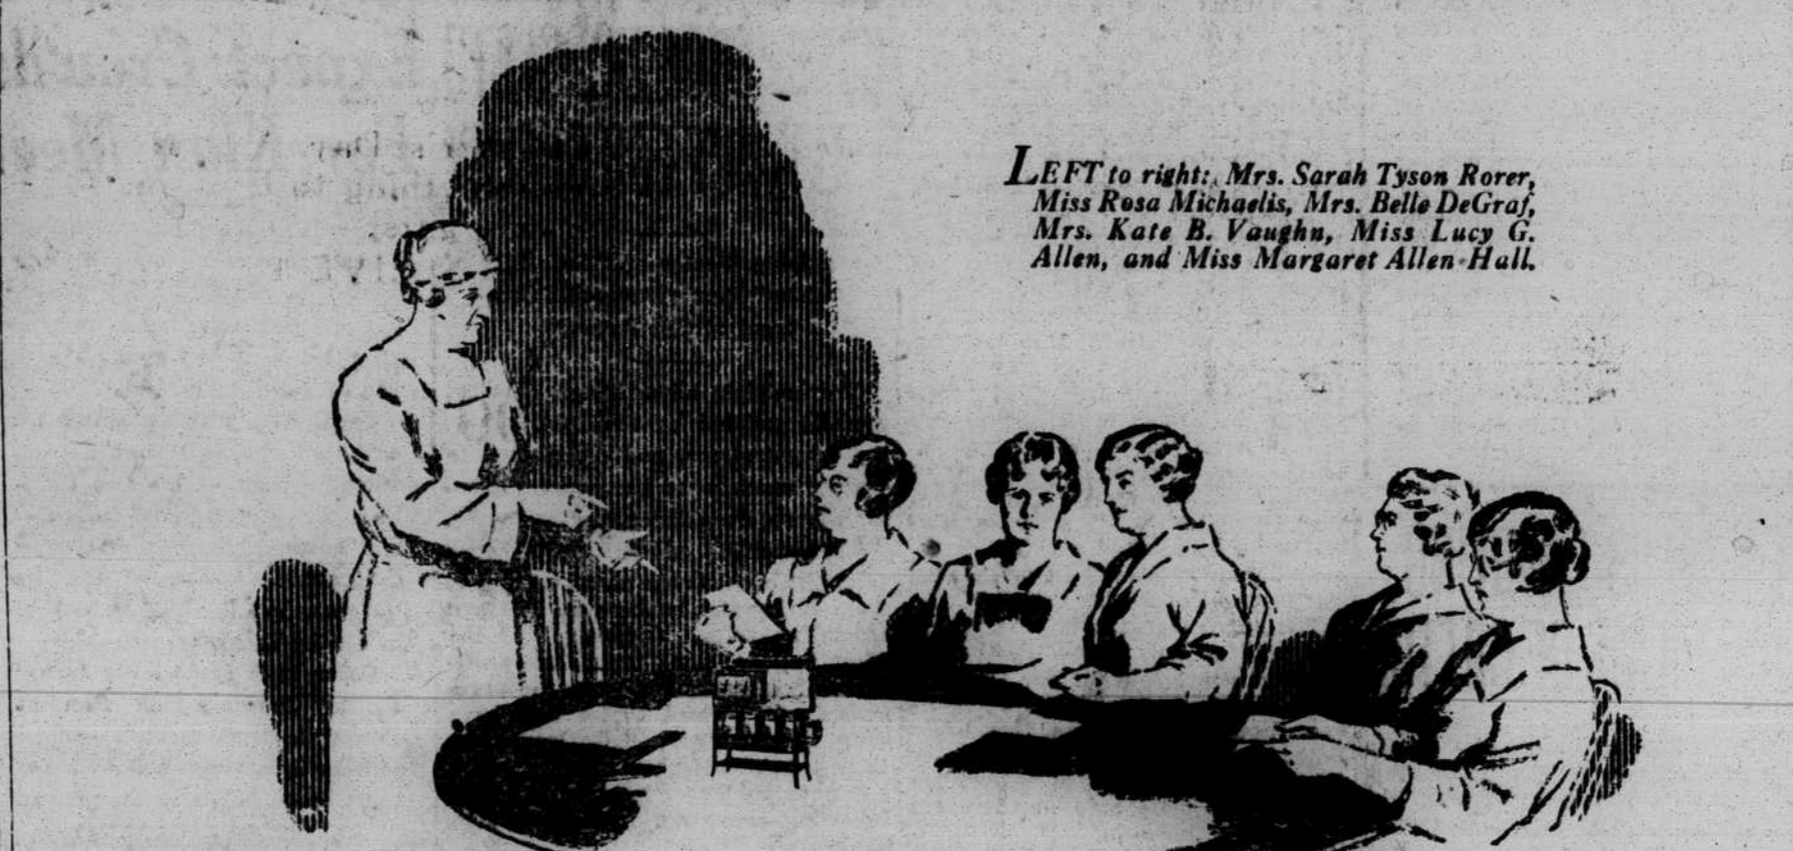 LEFT to right: Mrs. Sarah Tyson Rorer,
Miss Rosa Michaelis, Mrs. Belle DeGraf,
Mrs. Kate B. Vaughn, Miss Lucy G.
Allen, and Miss Margaret Allen-Hall.